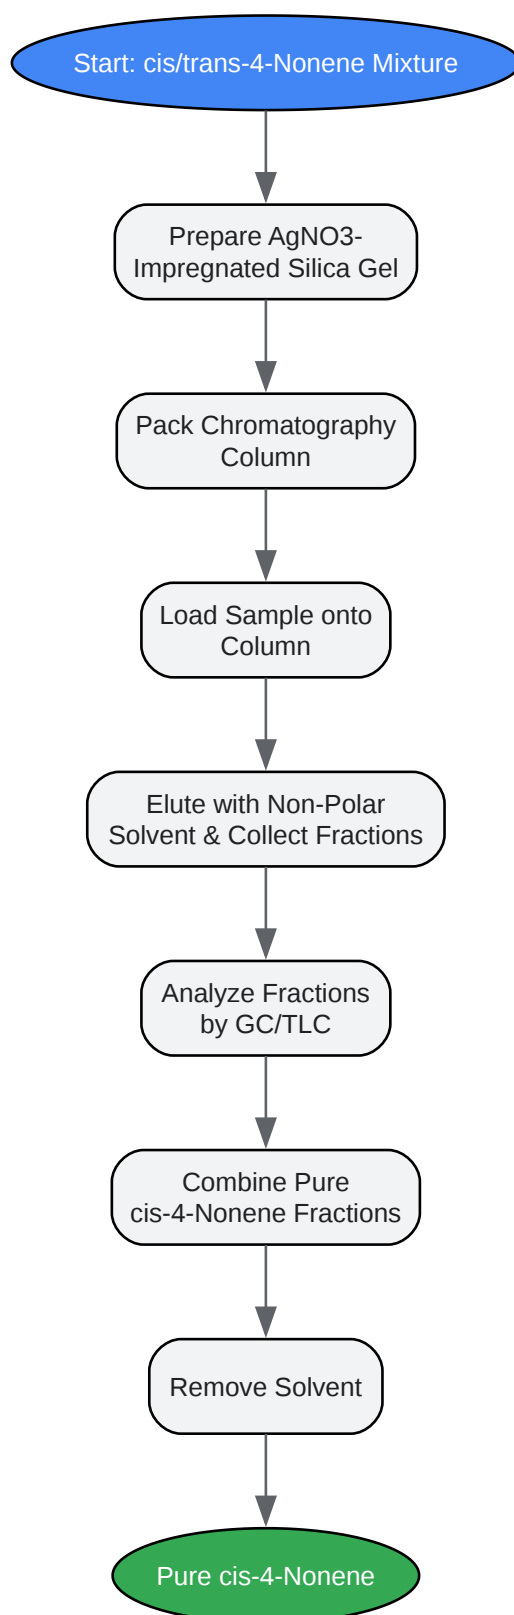 Start: cis/trans-4-Nonene Mixture
Prepare AgNO3-
Impregnated Silica Gel
Pack Chromatography
Column
Load Sample onto
Column
Elute with Non-Polar
Solvent & Collect Fractions
Analyze Fractions
by GC/TLC
Combine Pure
cis-4-Nonene Fractions
Remove Solvent
Pure cis-4-Nonene